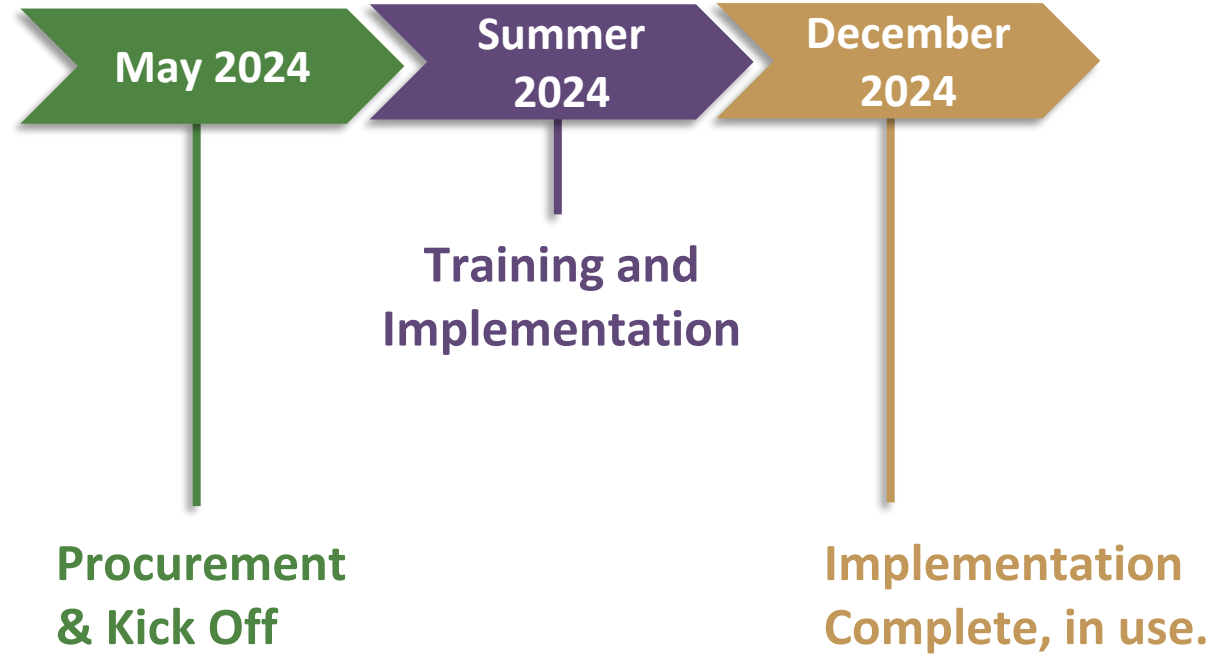 May 2024
Summer
2024
December
2024
Training and
Implementation
Procurement
& Kick Off
Implementation
Complete, in use.